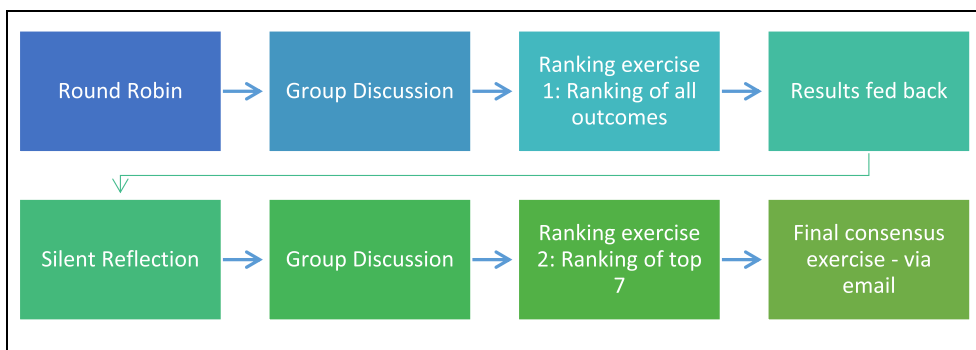 Round Robin
Group Discussion
Ranking exercise
1: Ranking of all
outcomes
Results fed back
Silent Reflection
Group Discussion
Ranking exercise
2: Ranking of top
7
Final consensus
exercise - via
email